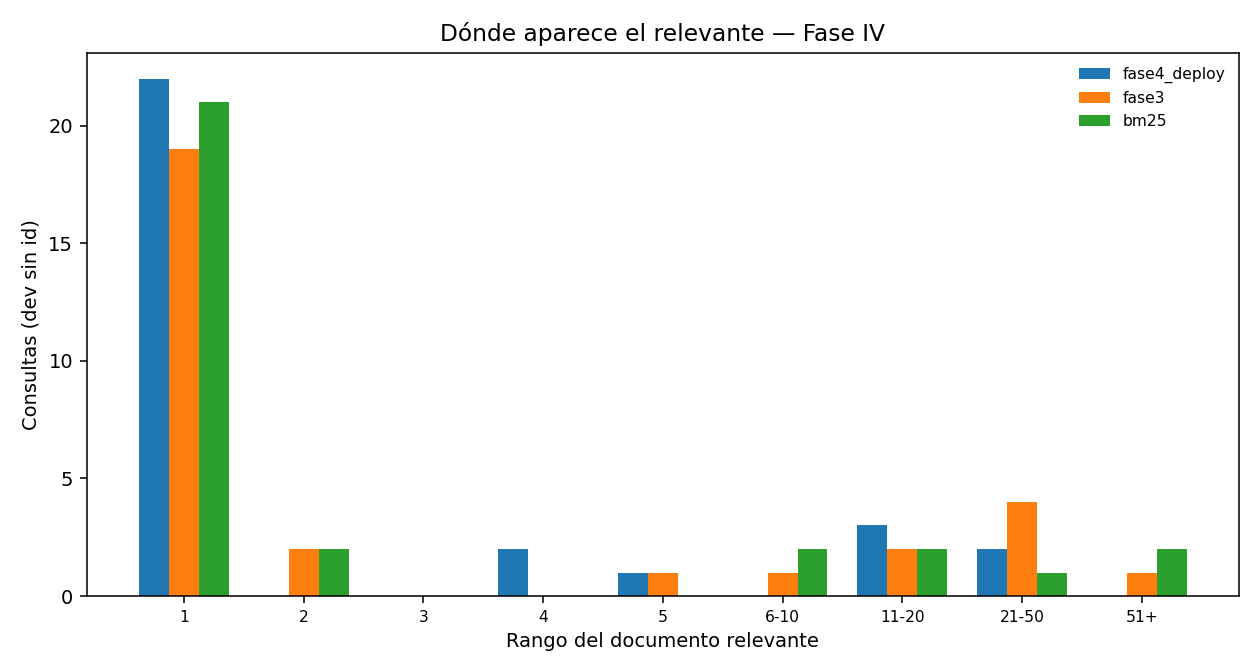 Dónde aparece el relevante — Fase IV
fase4_deploy
fase3
bm25
Consultas (dev sin id)
20
15
10
5
0
1 2 3 4 5 6-10 11-20 21-50 51+
Rango del documento relevante